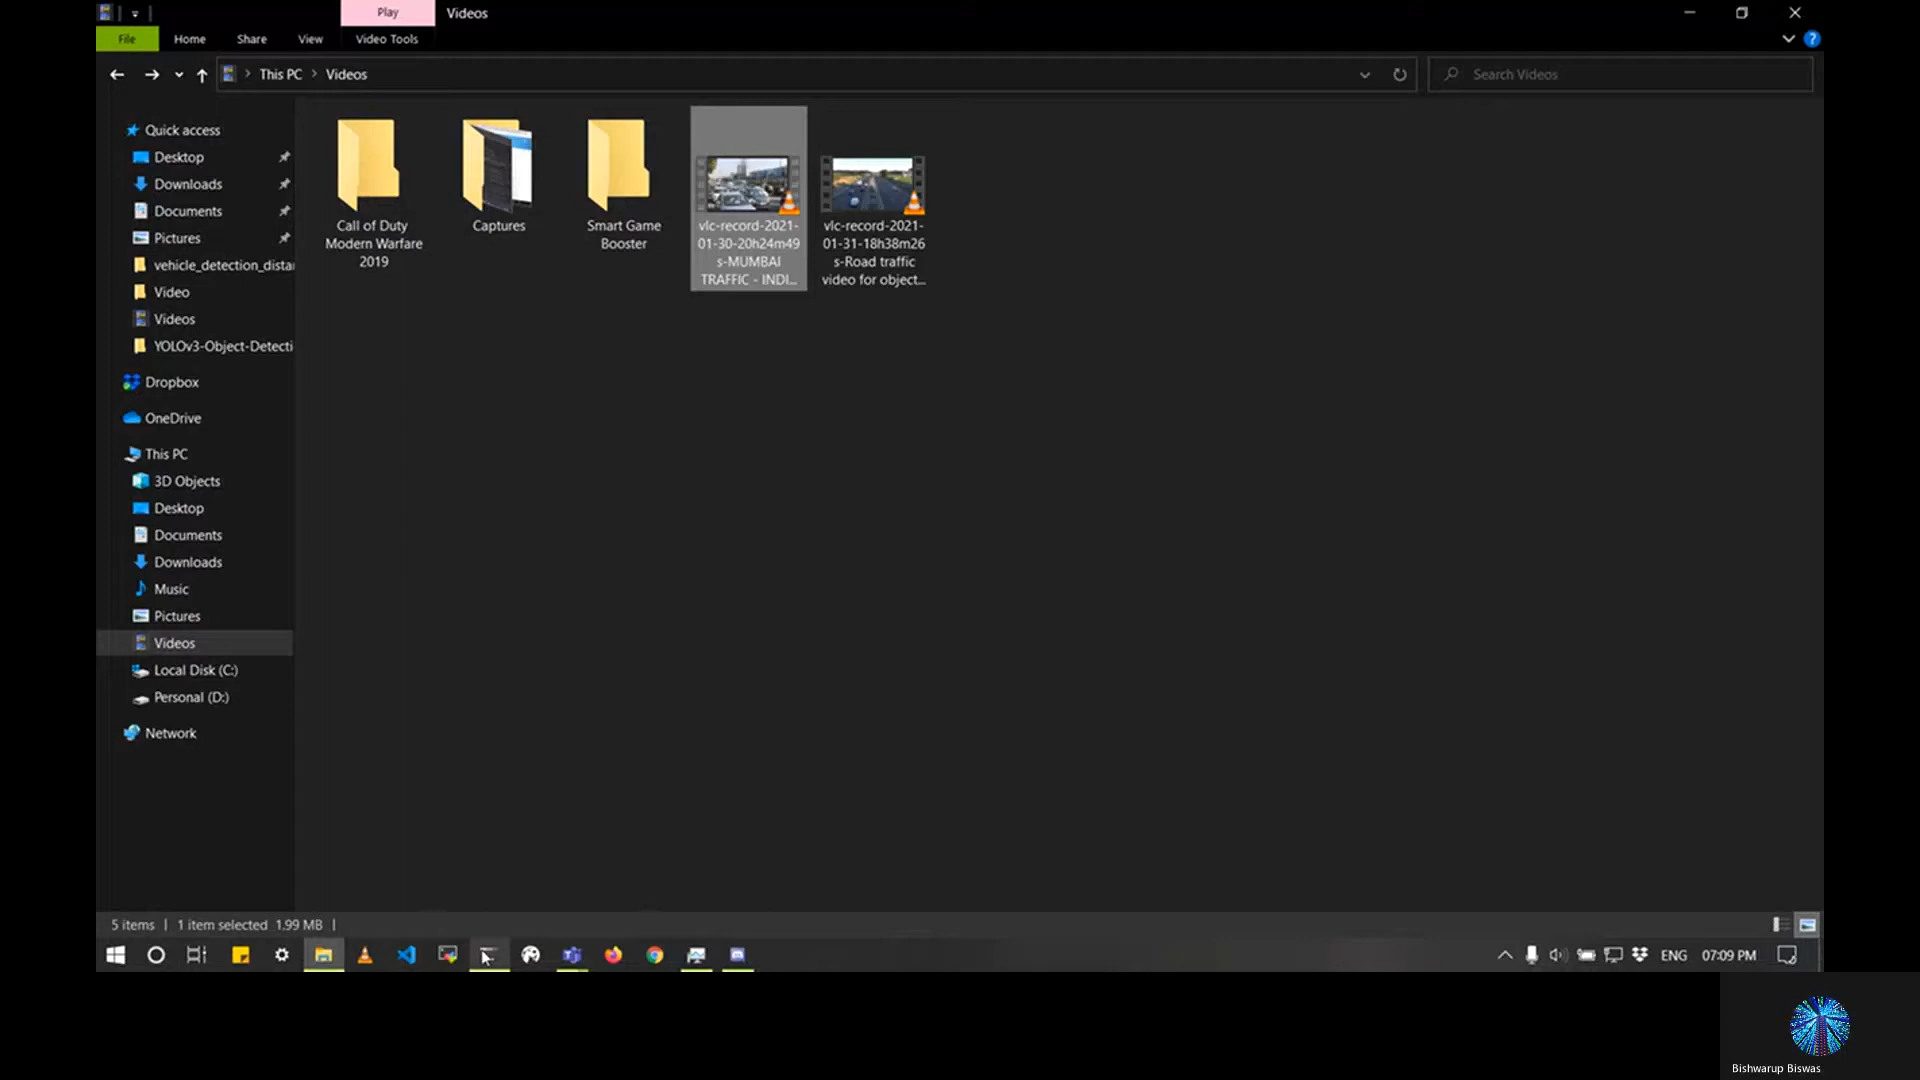 Play
Videos
File
Home
Share
View
Video Tools
This PC
Videos
Search Videos
Quick access
Desktop
Downloads
Documents
Pictures
vehicle_detection_dista
Video
Videos
YOLOv3-Object-Detecti
Dropbox
OneDrive
This PC
3D Objects
Desktop
Documents
Downloads
Music
Pictures
Videos
Local Disk (C:)
Personal (D:)
Network
Call of Duty
Modern Warfare
2019
Captures
Smart Game
Booster
vlc-record-2021-
01-30-20h24m49
s-MUMBAI
TRAFFIC - INDI...
vlc-record-2021-
01-31-18h38m26
s-Road traffic
video for object...
5 items | 1 item selected 1.99 MB |
ENG
07:09 PM
Bishwarup Biswas